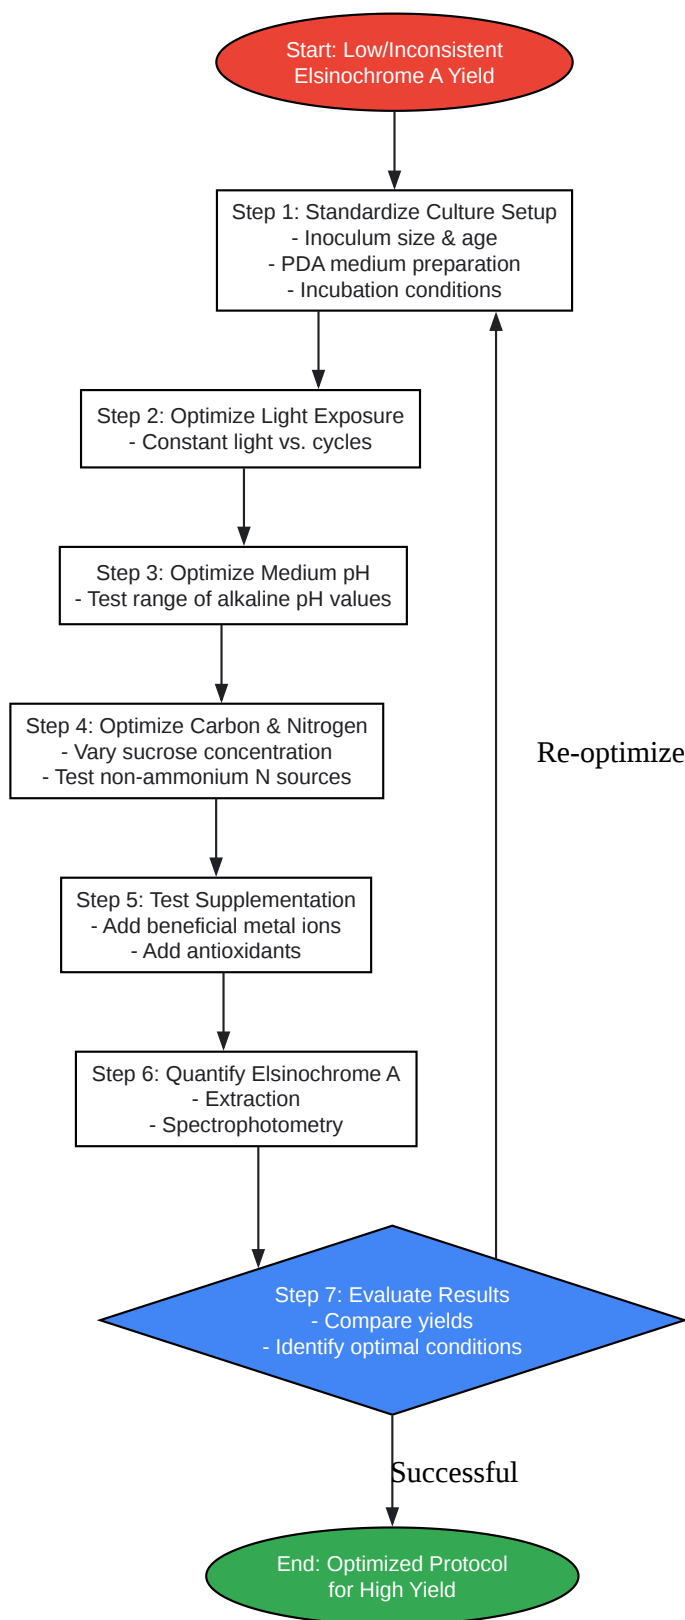 Start: Low/Inconsistent
Elsinochrome A Yield
Step 1: Standardize Culture Setup
- Inoculum size & age
- PDA medium preparation
- Incubation conditions
Step 2: Optimize Light Exposure
- Constant light vs. cycles
Step 3: Optimize Medium pH
- Test range of alkaline pH values
Step 4: Optimize Carbon & Nitrogen
- Vary sucrose concentration
- Test non-ammonium N sources
Re-optimize
Step 5: Test Supplementation
- Add beneficial metal ions
- Add antioxidants
Step 6: Quantify Elsinochrome A
- Extraction
- Spectrophotometry
Step 7: Evaluate Results
- Compare yields
- Identify optimal conditions
Successful
End: Optimized Protocol
for High Yield